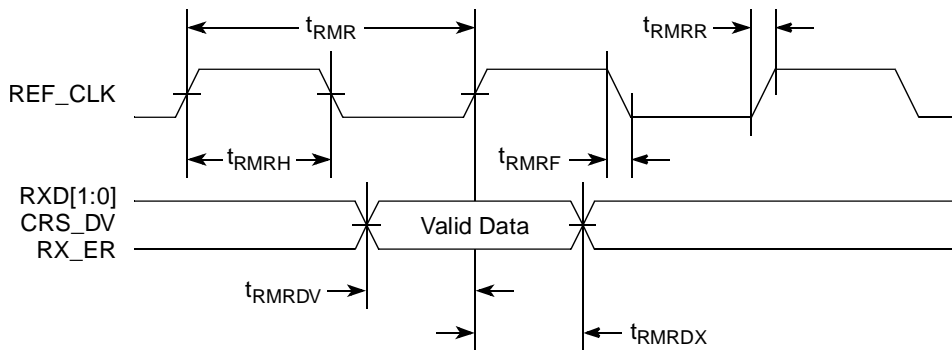 tRMR
tRMRR
REF_CLK
tRMRH
tRMRF
RXD[1:0]
CRS_DV
RX_ER
Valid Data
tRMRDV
tRMRDX